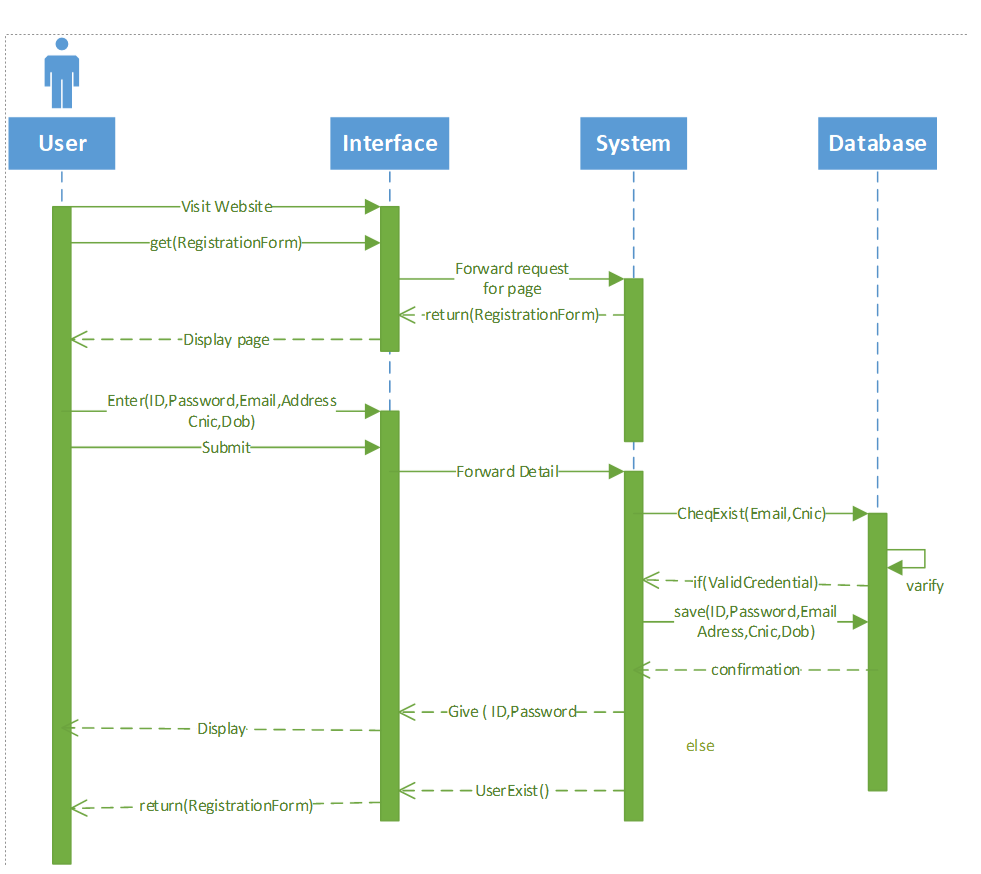 User
Interface
System
Database
Visit Website
get(RegistrationForm)
Forward request
for page
return(RegistrationForm)
Display page
Enter(ID,Password,Email,Address
Cnic,Dob)
Submit
Forward Detail
CheqExist(Email,Cnic)
varify
if(ValidCredential)
save(ID,Password,Email
Adress,Cnic,Dob)
confirmation
Give ( ID,Password
Display
else
UserExist()
return(RegistrationForm)